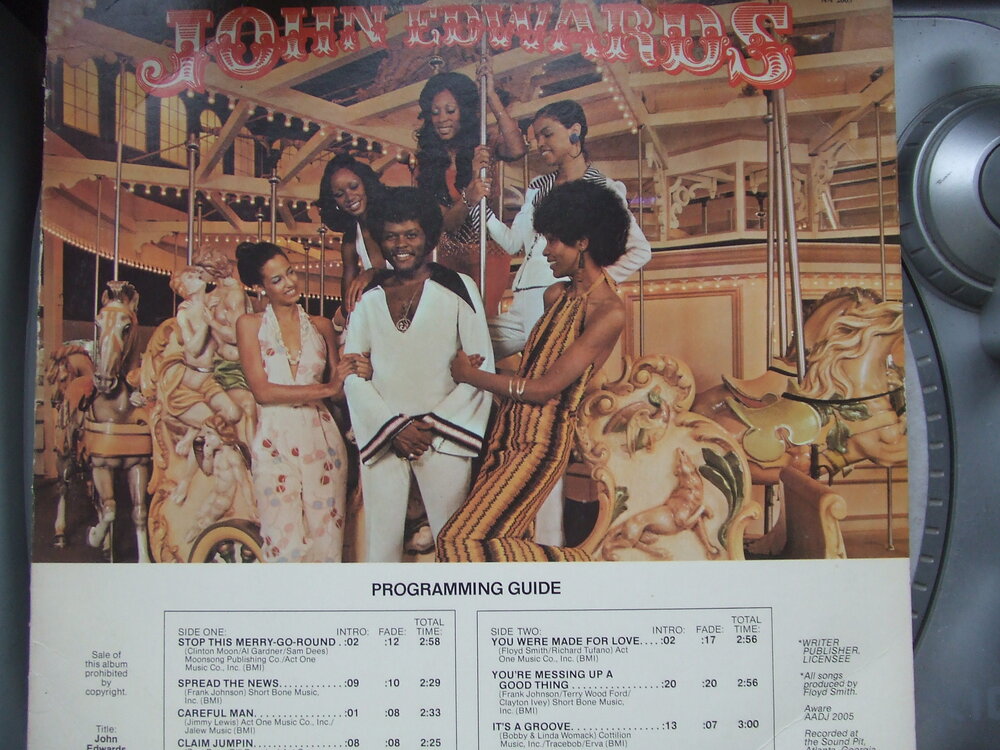 JOHN EDWARDS
PROGRAMMING GUIDE
Sale of
this album
prohibited
by
copyright.
Title:
John
Edwards
SIDE ONE: INTRO: FADE: TOTAL TIME:
STOP THIS MERRY-GO-ROUND . :02 :12 2:58
(Clinton Moon/Al Gardner/Sam Dees)
Moonsong Publishing Co./Act One
Music Co., Inc. (BMI)
SPREAD THE NEWS............. :09 :10 2:29
(Frank Johnson) Short Bone Music,
Inc. (BMI)
CAREFUL MAN.................. :01 :08 2:33
(Jimmy Lewis) Act One Music Co., Inc./
Jalew Music (BMI)
CLAIM JUMPIN.................. :08 :08 2:25
SIDE TWO: INTRO: FADE: TOTAL TIME:
YOU WERE MADE FOR LOVE.... :02 :17 2:56
(Floyd Smith/Richard Tufano) Act
One Music Co., Inc. (BMI)
YOU'RE MESSING UP A
GOOD THING.................... :20 :20 2:56
(Frank Johnson/Terry Wood Ford/
Clayton Ivey) Short Bone Music,
Inc. (BMI)
IT'S A GROOVE.................. :13 :07 3:00
(Bobby & Linda Womack) Cotillion
Music, Inc./Tracebob/Erva (BMI)
*WRITER
PUBLISHER,
LICENSEE
*All songs
produced by
Floyd Smith.
Aware
AADJ 2005
Recorded at
the Sound Pit,